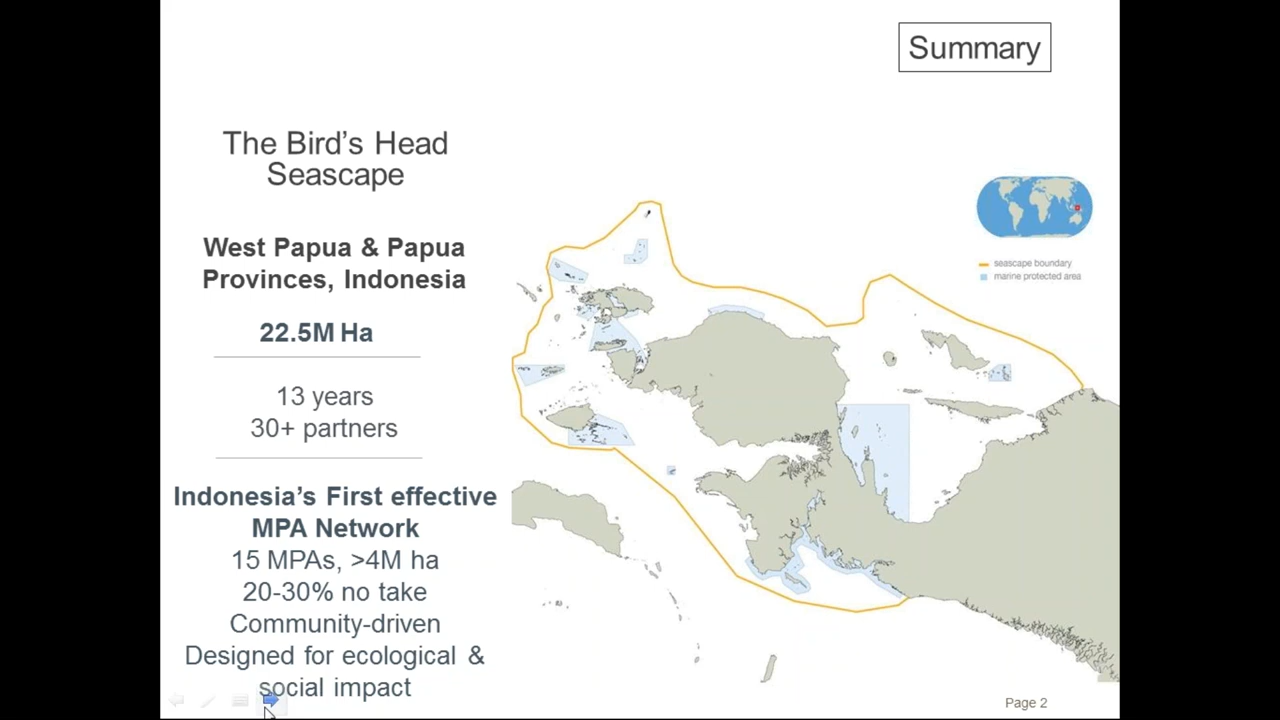 Summary
The Bird’s Head
Seascape
West Papua & Papua
Provinces, Indonesia
22.5M Ha
13 years
30+ partners
Indonesia’s First effective
MPA Network
15 MPAs, >4M ha
20-30% no take
Community-driven
Designed for ecological &
social impact
seascape boundary
marine protected area
Page 2